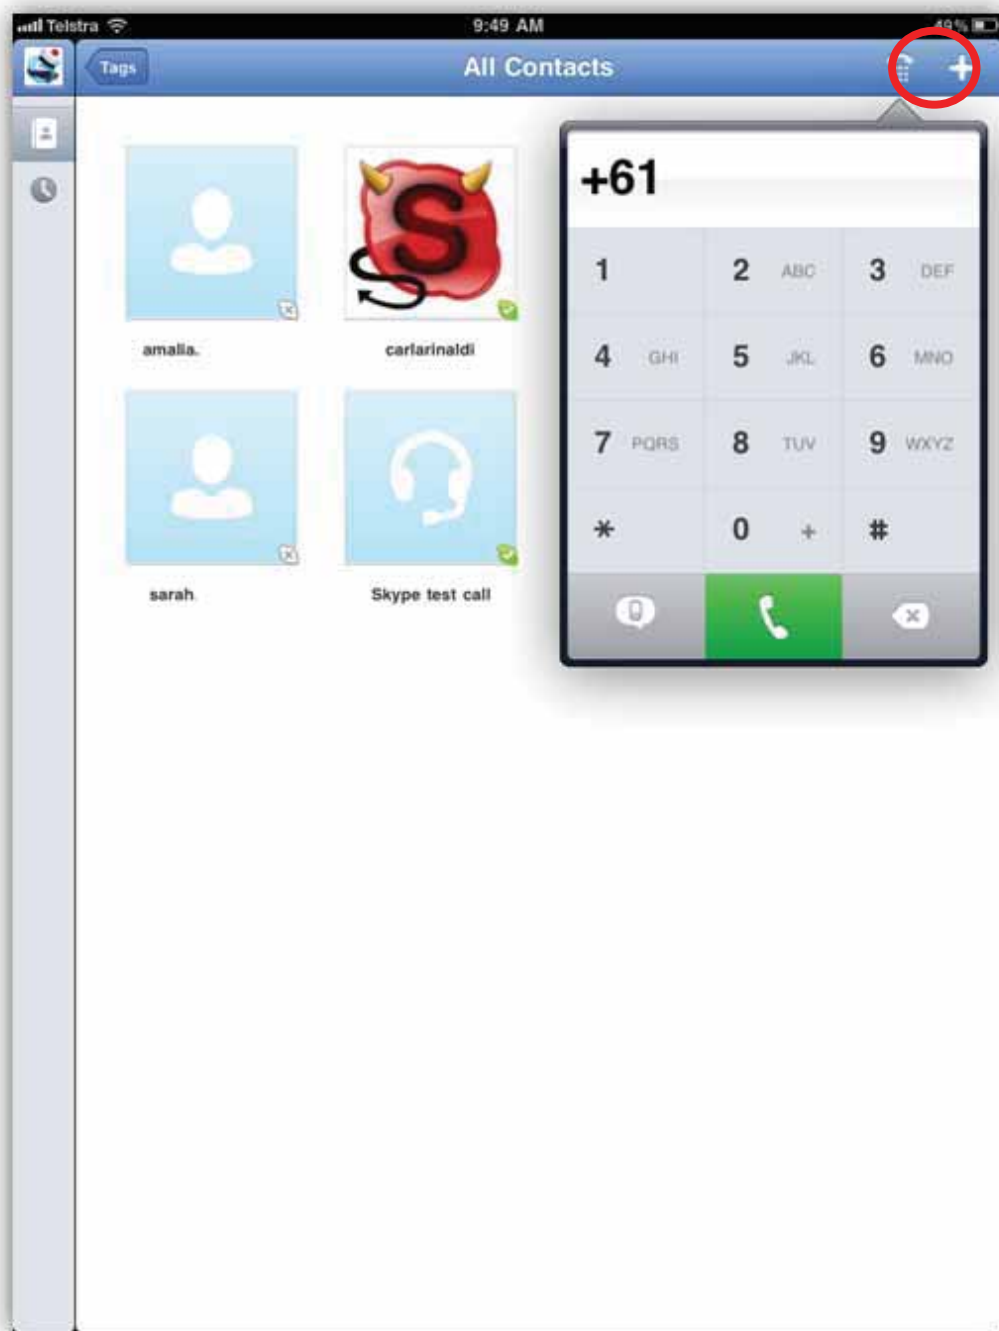 Telstra 9:49 AM 49%
Tags All Contacts
+61
1 2 ABC 3 DEF
4 GHI 5 JKL 6 MNO
7 PQRS 8 TUV 9 WXYZ
* 0 + #
S
amalia. carlarinaldi
sarah Skype test call